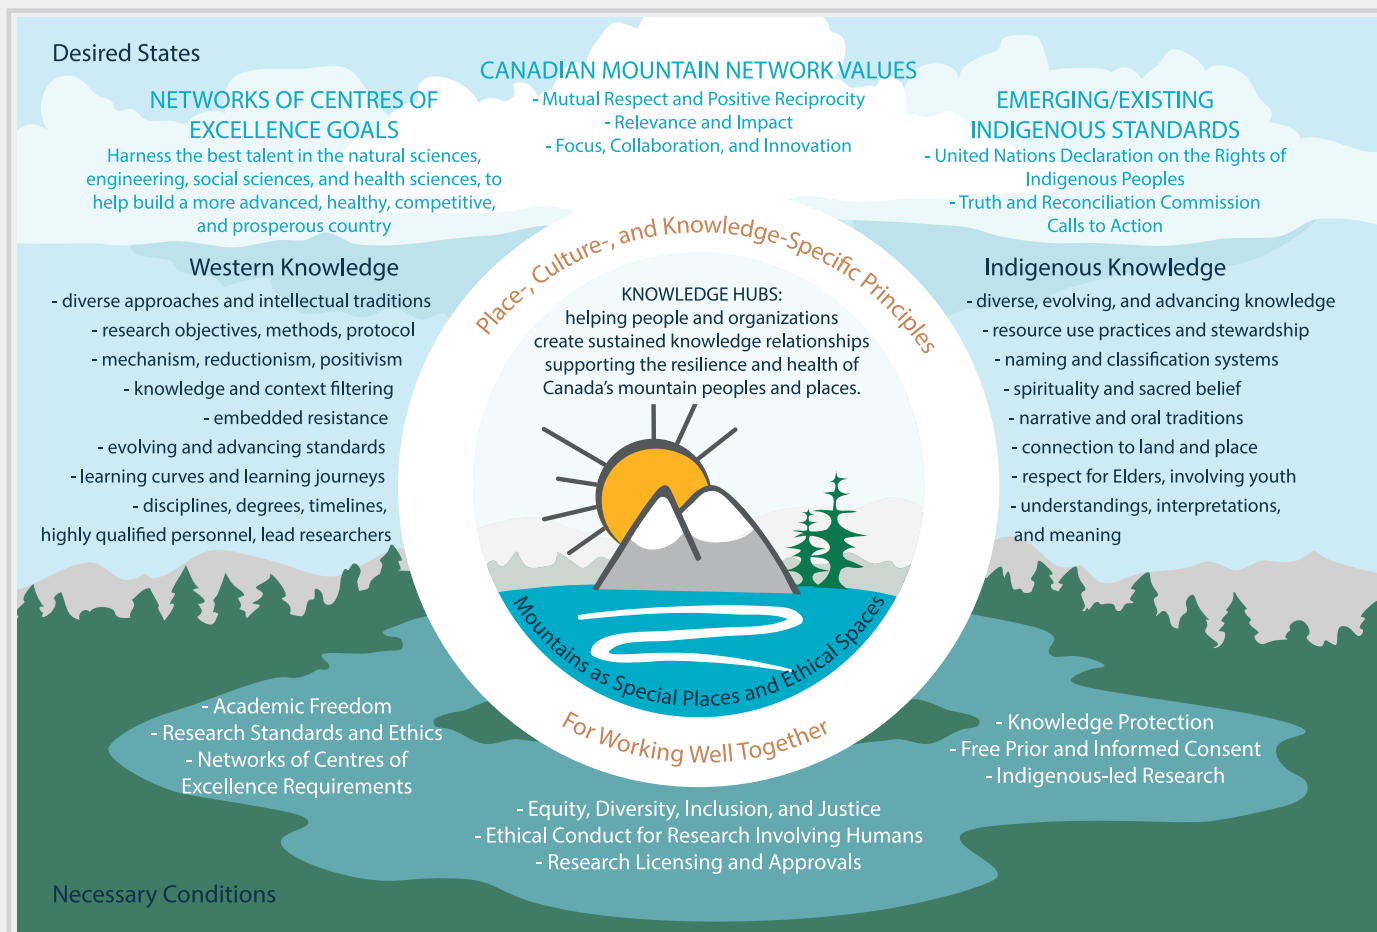 Desired States
NETWORKS OF CENTRES OF
EXCELLENCE GOALS
Harness the best talent in the natural sciences,
engineering, social sciences, and health sciences, to
help build a more advanced, healthy, competitive,
and prosperous country
CANADIAN MOUNTAIN NETWORK VALUES
- Mutual Respect and Positive Reciprocity
- Relevance and Impact
- Focus, Collaboration, and Innovation
EMERGING/EXISTING
INDIGENOUS STANDARDS
- United Nations Declaration on the Rights of
Indigenous Peoples
- Truth and Reconciliation Commission
Calls to Action
Western Knowledge
- diverse approaches and intellectual traditions
- research objectives, methods, protocol
- mechanism, reductionism, positivism
- knowledge and context filtering
- embedded resistance
- evolving and advancing standards
- learning curves and learning journeys
- disciplines, degrees, timelines,
highly qualified personnel, lead researchers
Place-, Culture-, and Knowledge-Specific Principles
KNOWLEDGE HUBS:
helping people and organizations
create sustained knowledge relationships
supporting the resilience and health of
Canada’s mountain peoples and places.
Mountains as Special Places and Ethical Spaces
For Working Well Together
Indigenous Knowledge
- diverse, evolving, and advancing knowledge
- resource use practices and stewardship
- naming and classification systems
- spirituality and sacred belief
- narrative and oral traditions
- connection to land and place
- respect for Elders, involving youth
- understandings, interpretations,
and meaning
- Academic Freedom
- Research Standards and Ethics
- Networks of Centres of
Excellence Requirements
- Equity, Diversity, Inclusion, and Justice
- Ethical Conduct for Research Involving Humans
- Research Licensing and Approvals
- Knowledge Protection
- Free Prior and Informed Consent
- Indigenous-led Research
Necessary Conditions